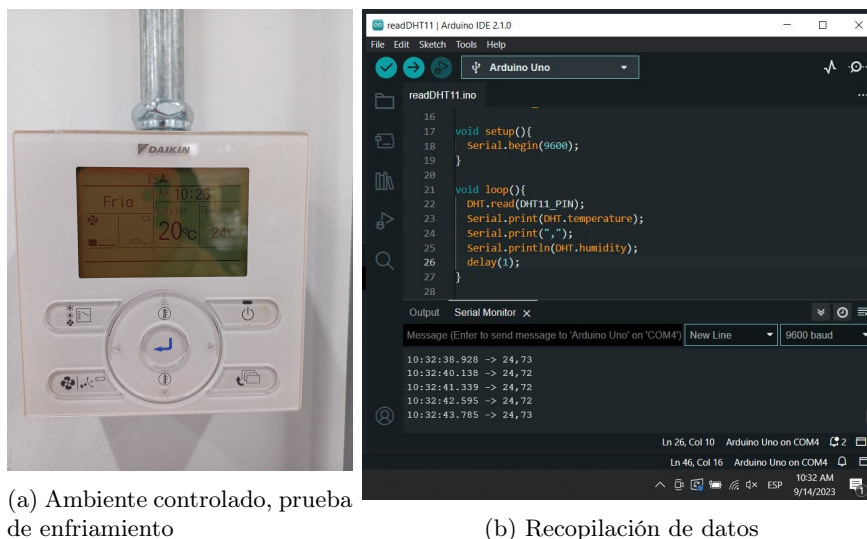 DAIKIN
Ju- 10:26
Frio
Ajustar
20°C
24°C
(a) Ambiente controlado, prueba
de enfriamiento
readDHT11 | Arduino IDE 2.1.0
File Edit Sketch Tools Help
Arduino Uno
readDHT11.ino
16
17 void setup(){
18 Serial.begin(9600);
19 }
20
21 void loop(){
22 DHT.read(DHT11_PIN);
23 Serial.print(DHT.temperature);
24 Serial.print(",");
25 Serial.println(DHT.humidity);
26 delay(1);
27 }
28
Output Serial Monitor
Message (Enter to send message to 'Arduino Uno' on 'COM4') New Line 9600 baud
10:32:38.928 -> 24,73
10:32:40.138 -> 24,72
10:32:41.339 -> 24,72
10:32:42.595 -> 24,72
10:32:43.785 -> 24,73
Ln 26, Col 10 Arduino Uno on COM4 2
Ln 46, Col 16 Arduino Uno on COM4
ESP 10:32 AM
9/14/2023 1
(b) Recopilación de datos